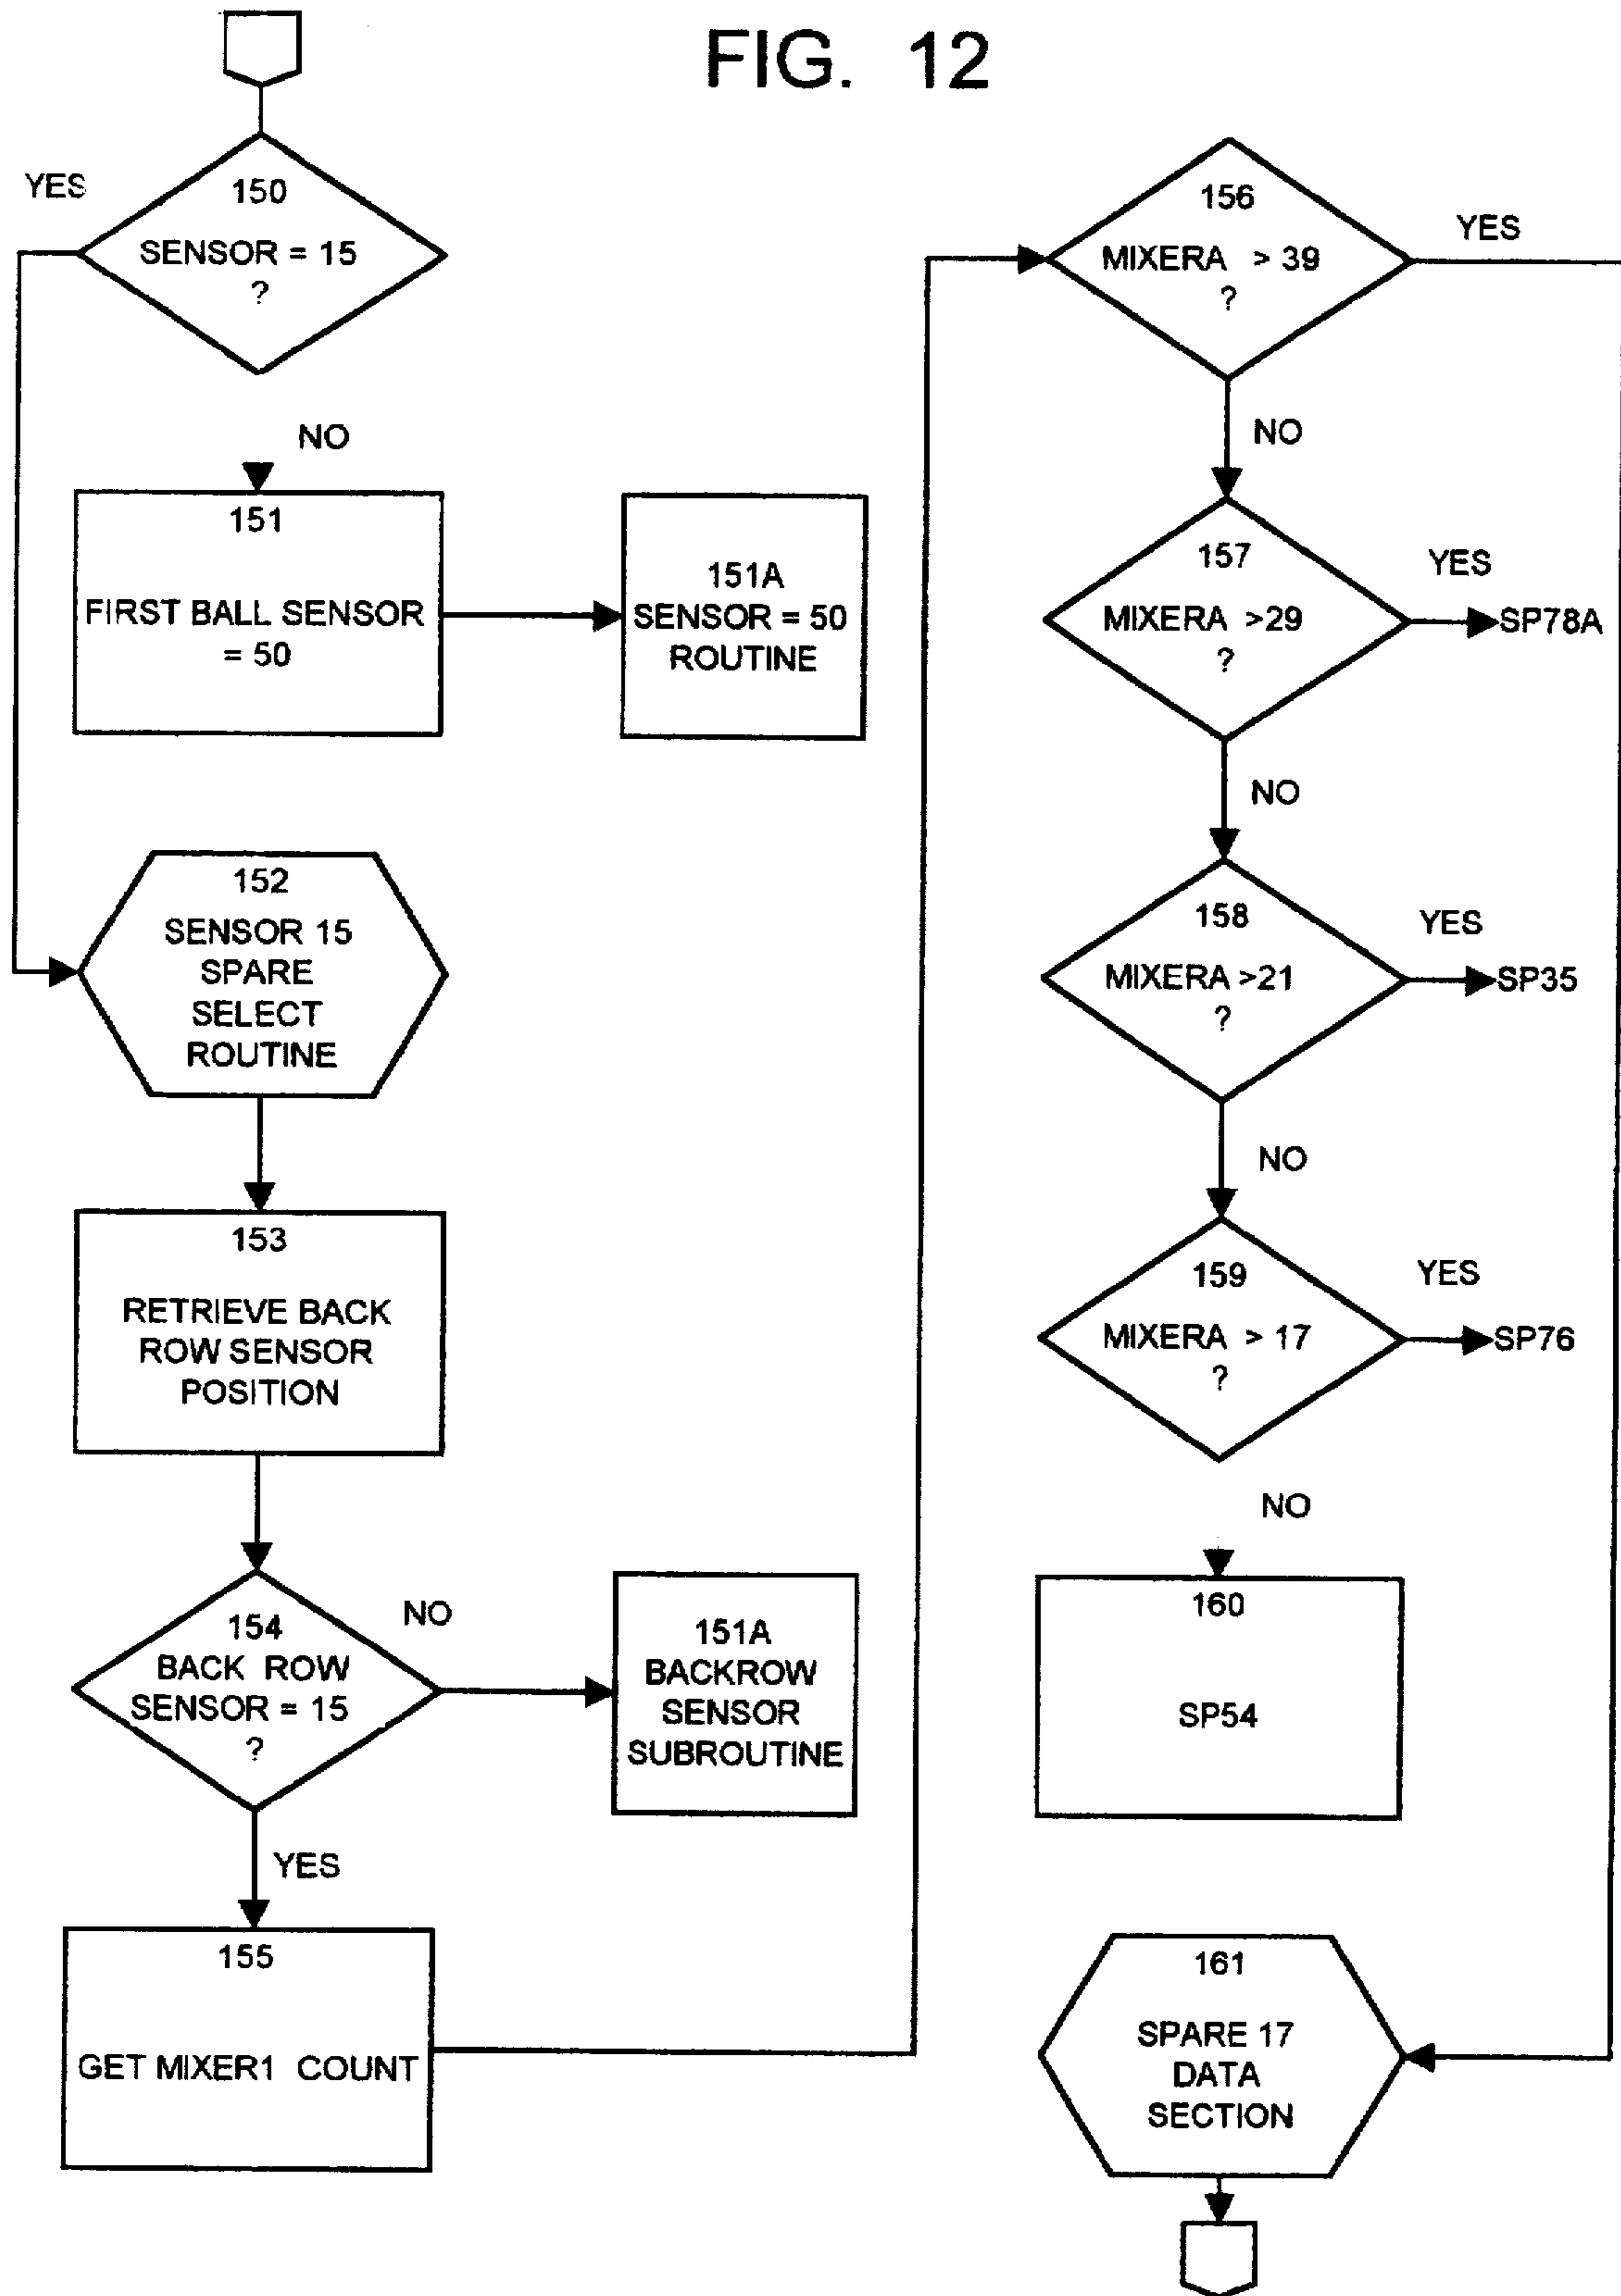 FIG. 12
YES
150
SENSOR = 15
?
NO
151
FIRST BALL SENSOR
= 50
151A
SENSOR = 50
ROUTINE
152
SENSOR 15
SPARE
SELECT
ROUTINE
153
RETRIEVE BACK
ROW SENSOR
POSITION
154
BACK ROW
SENSOR = 15
?
NO
151A
BACKROW
SENSOR
SUBROUTINE
YES
155
GET MIXER1 COUNT
156
MIXERA > 39
?
YES
NO
157
MIXERA >29
?
YES
SP78A
NO
158
MIXERA >21
?
YES
SP35
NO
159
MIXERA > 17
?
YES
SP76
NO
160
SP54
161
SPARE 17
DATA
SECTION